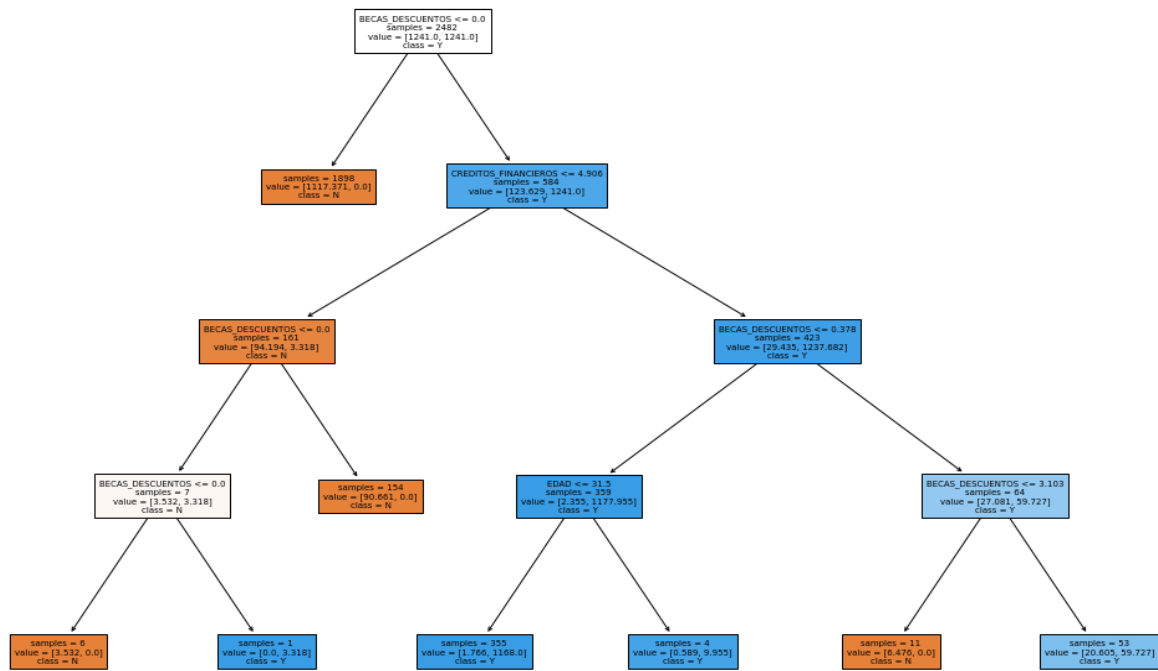 BECAS_DESCUENTOS <= 0.0
samples = 2482
value = [1241.0, 1241.0]
class = Y
samples = 1898
value = [1117.371, 0.0]
class = N
CREDITOS_FINANCIEROS <= 4.906
samples = 584
value = [123.629, 1241.0]
class = Y
BECAS_DESCUENTOS <= 0.0
samples = 161
value = [94.194, 3.318]
class = N
BECAS_DESCUENTOS <= 0.378
samples = 423
value = [29.435, 1237.682]
class = Y
BECAS_DESCUENTOS <= 0.0
samples = 7
value = [3.532, 3.318]
class = N
samples = 154
value = [90.661, 0.0]
class = N
EDAD <= 31.5
samples = 359
value = [2.355, 1177.955]
class = Y
BECAS_DESCUENTOS <= 3.103
samples = 64
value = [27.081, 59.727]
class = Y
samples = 6
value = [3.532, 0.0]
class = N
samples = 1
value = [0.0, 3.318]
class = Y
samples = 355
value = [1.766, 1168.0]
class = Y
samples = 4
value = [0.589, 9.955]
class = Y
samples = 11
value = [6.476, 0.0]
class = N
samples = 53
value = [20.605, 59.727]
class = Y